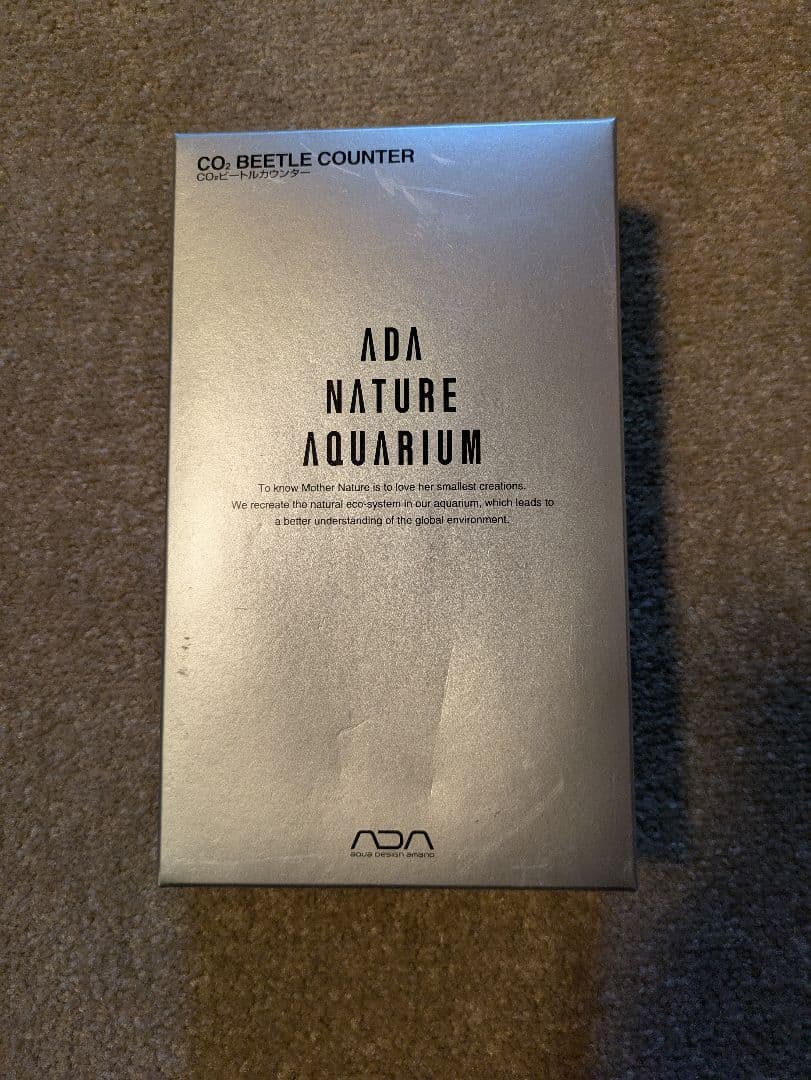 CO₂ BEETLE COUNTER
CO₂ビートルカウンター
ADA
NATURE
AQUARIUM
To know Mother Nature is to love her smallest creations.
We recreate the natural eco-system in our aquarium, which leads to
a better understanding of the global environment.
ADA
aqua Design amano